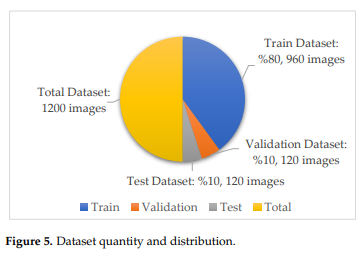 Train Dataset:
%80, 960 images
Total Dataset:
1200 images
Validation Dataset:
%10, 120 images
Test Dataset: %10, 120 images
Train Validation Test Total
Figure 5. Dataset quantity and distribution.